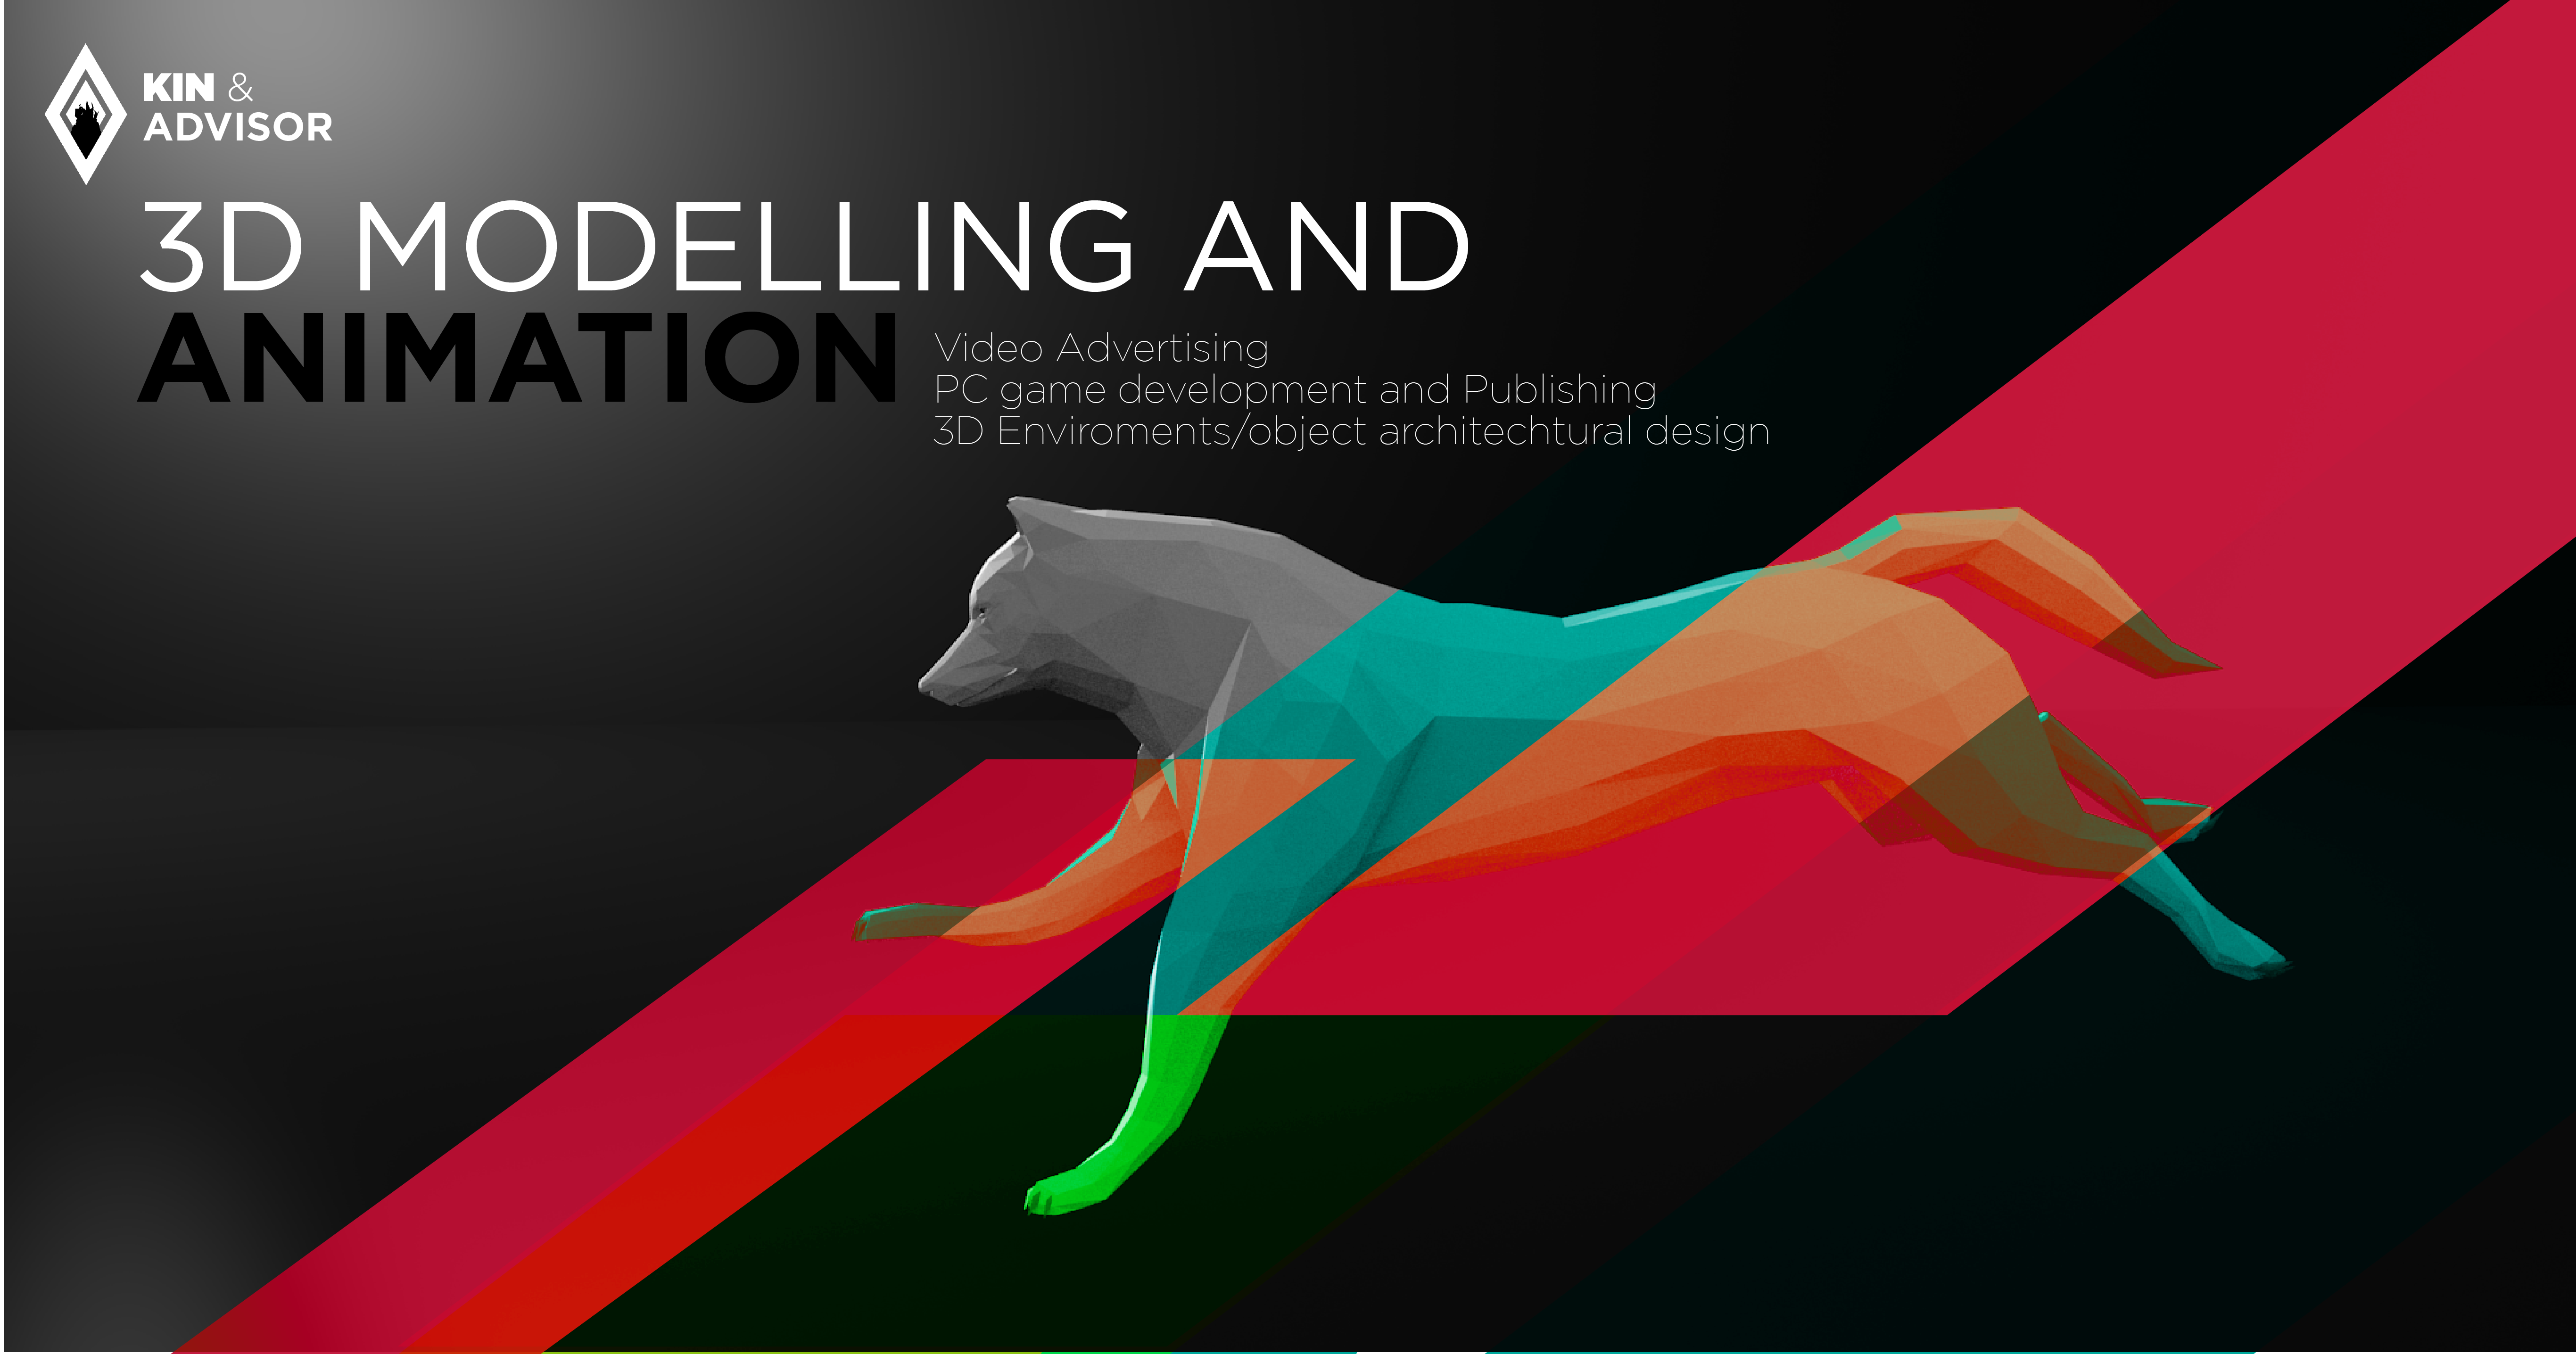 KIN &
ADVISOR
3D MODELLING AND
ANIMATION
Video Advertising
PC game development and Publishing
3D Enviroments/object architechtural design